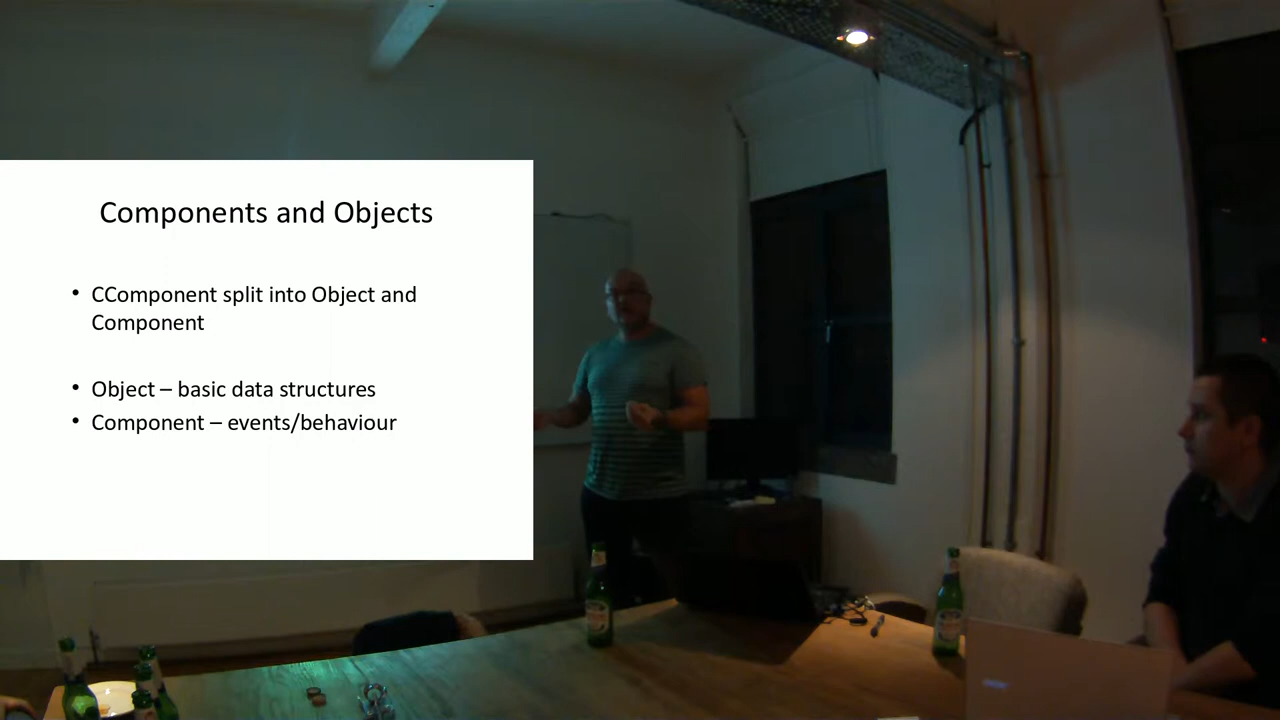 Components and Objects
• CComponent split into Object and
Component
• Object – basic data structures
• Component – events/behaviour